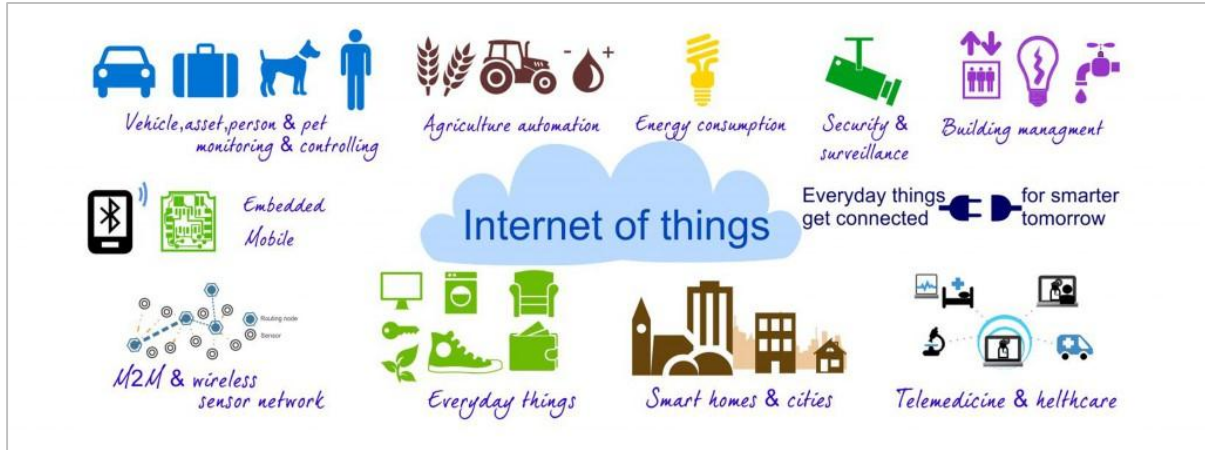 Vehicle,asset,person & pet
monitoring & controlling
Agriculture automation
- +
Energy consumption
Security &
surveillance
Building managment
Embedded
Mobile
Internet of things
Everyday things
get connected
for smarter
tomorrow
Routing node
Sensor
M2M & wireless
sensor network
Everyday things
Smart homes & cities
Telemedicine & helthcare